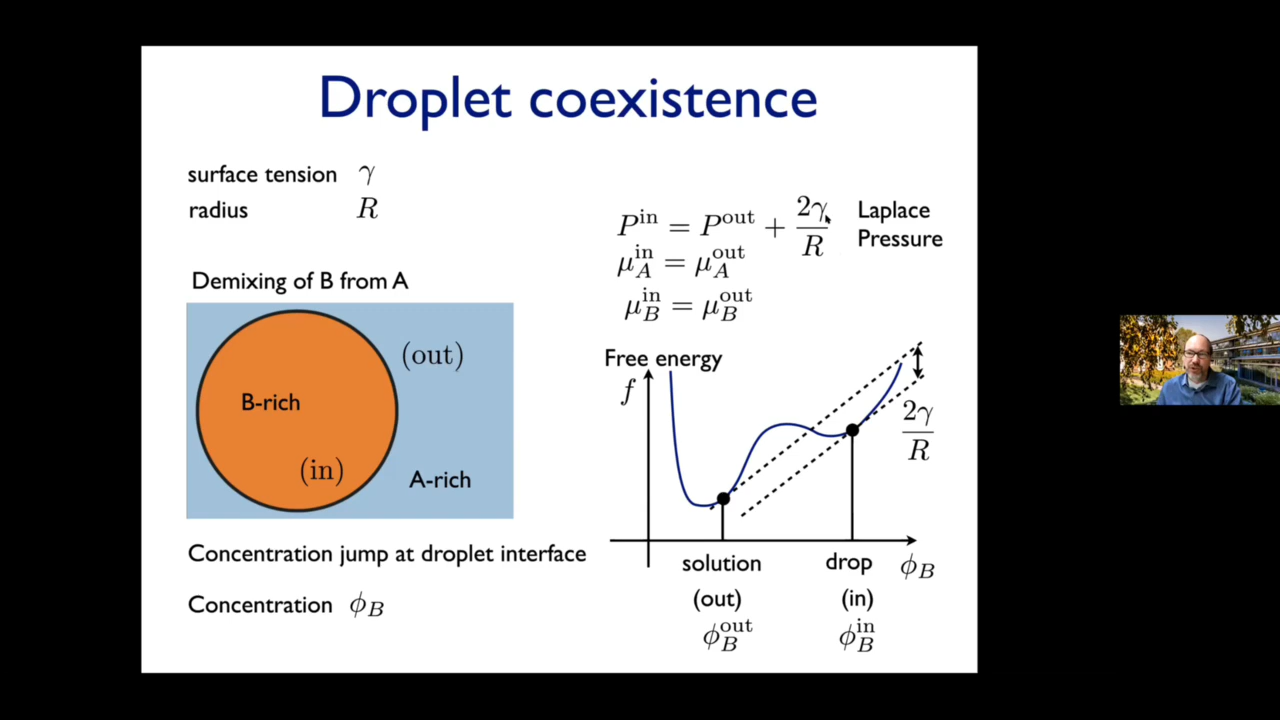 Droplet coexistence
surface tension γ
radius R
P^in = P^out + 2γ/R
Laplace
Pressure
μ_A^in = μ_A^out
μ_B^in = μ_B^out
Demixing of B from A
(out)
B-rich
(in)
A-rich
Concentration jump at droplet interface
Concentration ϕ_B
Free energy
f
2γ/R
solution
drop
ϕ_B
(out)
(in)
ϕ_B^out
ϕ_B^in